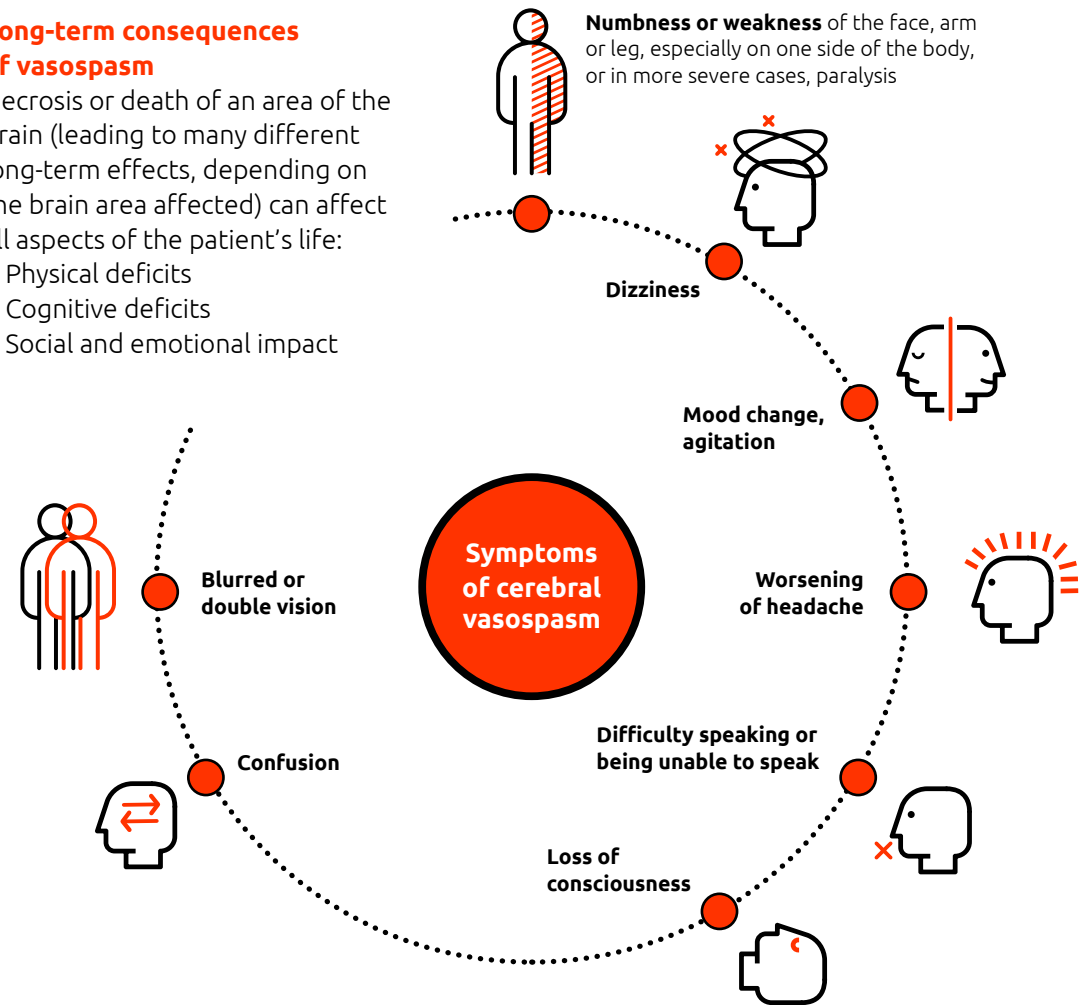 ong-term consequences
f vasospasm
ecrosis or death of an area of the
rain (leading to many different
ong-term effects, depending on
he brain area affected) can affect
ll aspects of the patient’s life:
Physical deficits
Cognitive deficits
Social and emotional impact
Numbness or weakness of the face, arm
or leg, especially on one side of the body,
or in more severe cases, paralysis
Dizziness
Mood change,
agitation
Worsening
of headache
Difficulty speaking or
being unable to speak
Loss of
consciousness
Confusion
Blurred or
double vision
Symptoms
of cerebral
vasospasm